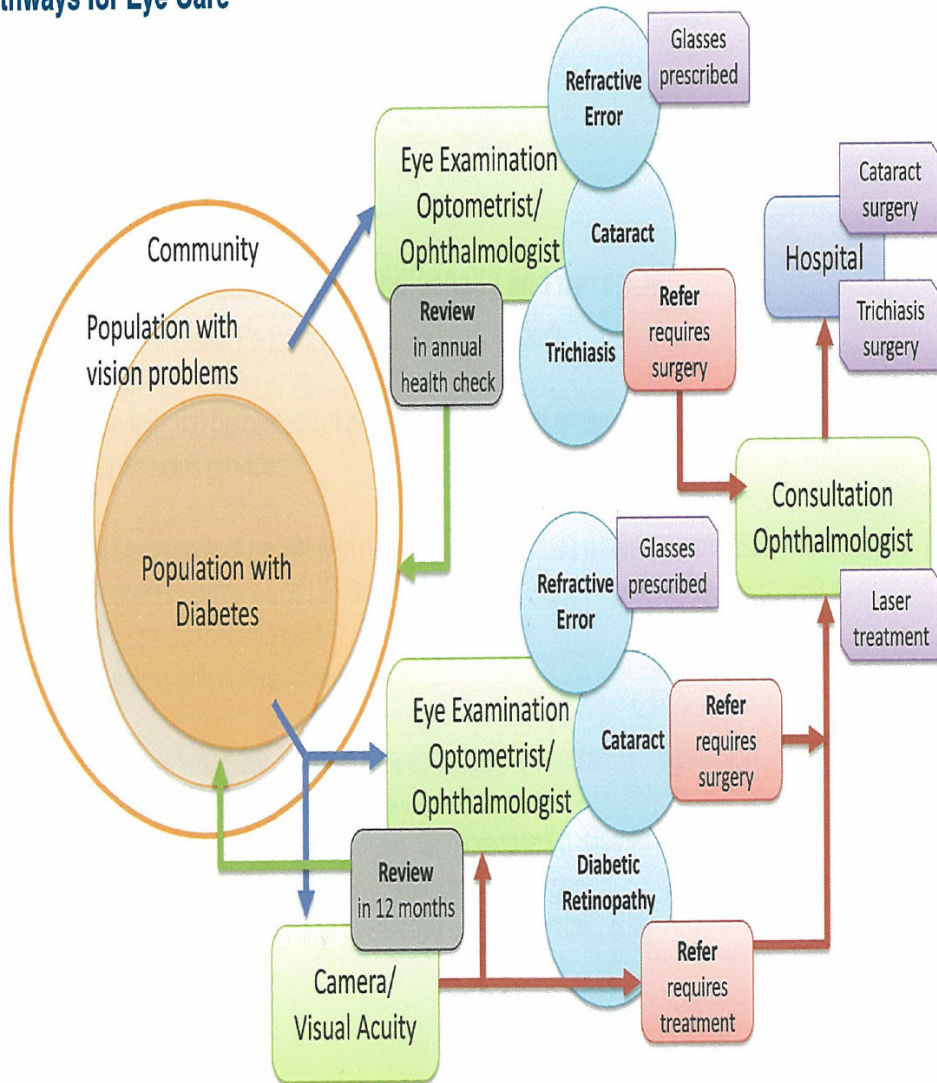 for Eye Care
Glasses
prescribed
Refractive
Error
Eye Examination
Optometrist/
Ophthalmologist
Cataract
Cataract
surgery
Hospital
Community
Review
in annual
health check
Trichiasis
Refer
requires
surgery
Trichiasis
surgery
Population with
vision problems
Consultation
Ophthalmologist
Population with
Diabetes
Refractive
Error
Glasses
prescribed
Laser
treatment
Eye Examination
Optometrist/
Ophthalmologist
Cataract
Refer
requires
surgery
Review
in 12 months
Diabetic
Retinopathy
Camera/
Visual Acuity
Refer
requires
treatment